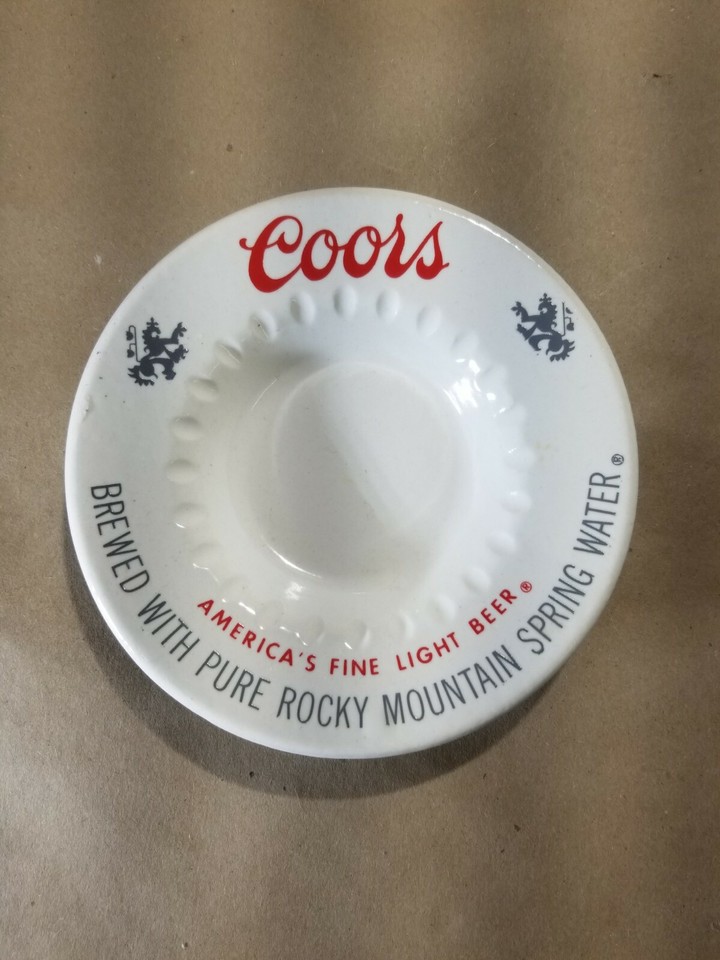 Coors
AMERICA'S FINE LIGHT BEER®
BREWED WITH PURE ROCKY MOUNTAIN SPRING WATER®